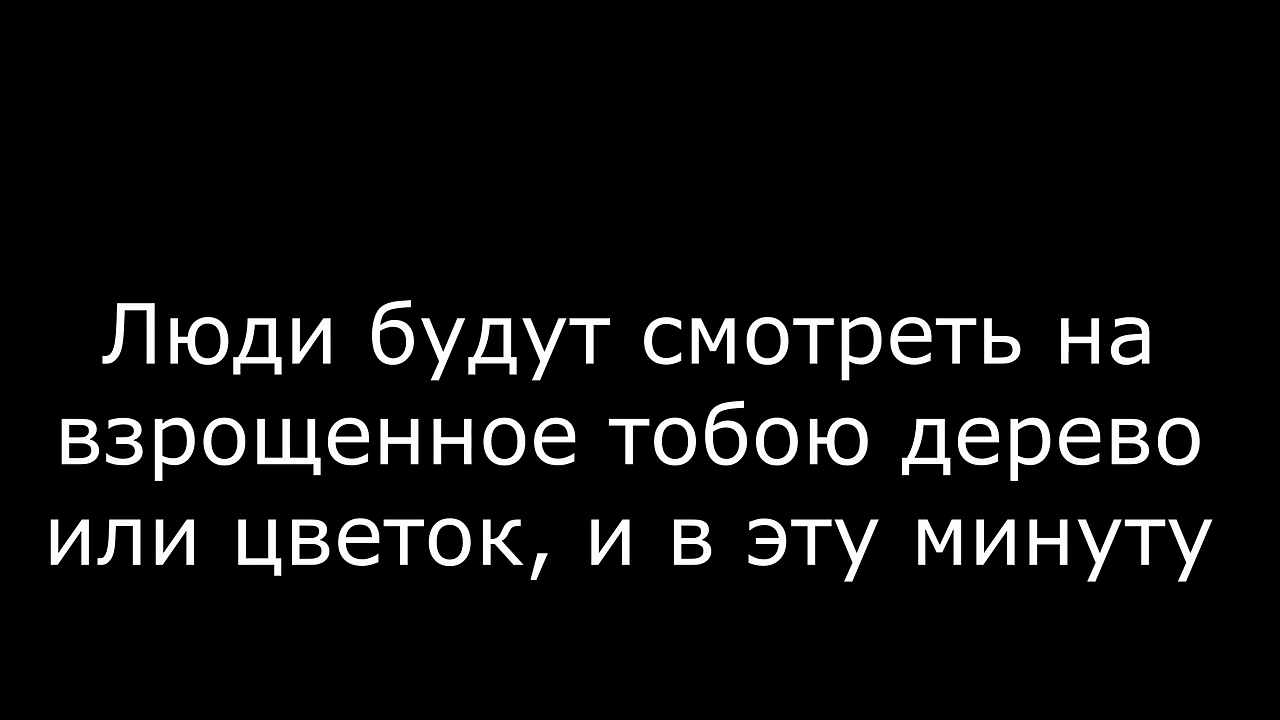 Люди будут смотреть на
взрощенное тобою дерево
или цветок, и в эту минуту